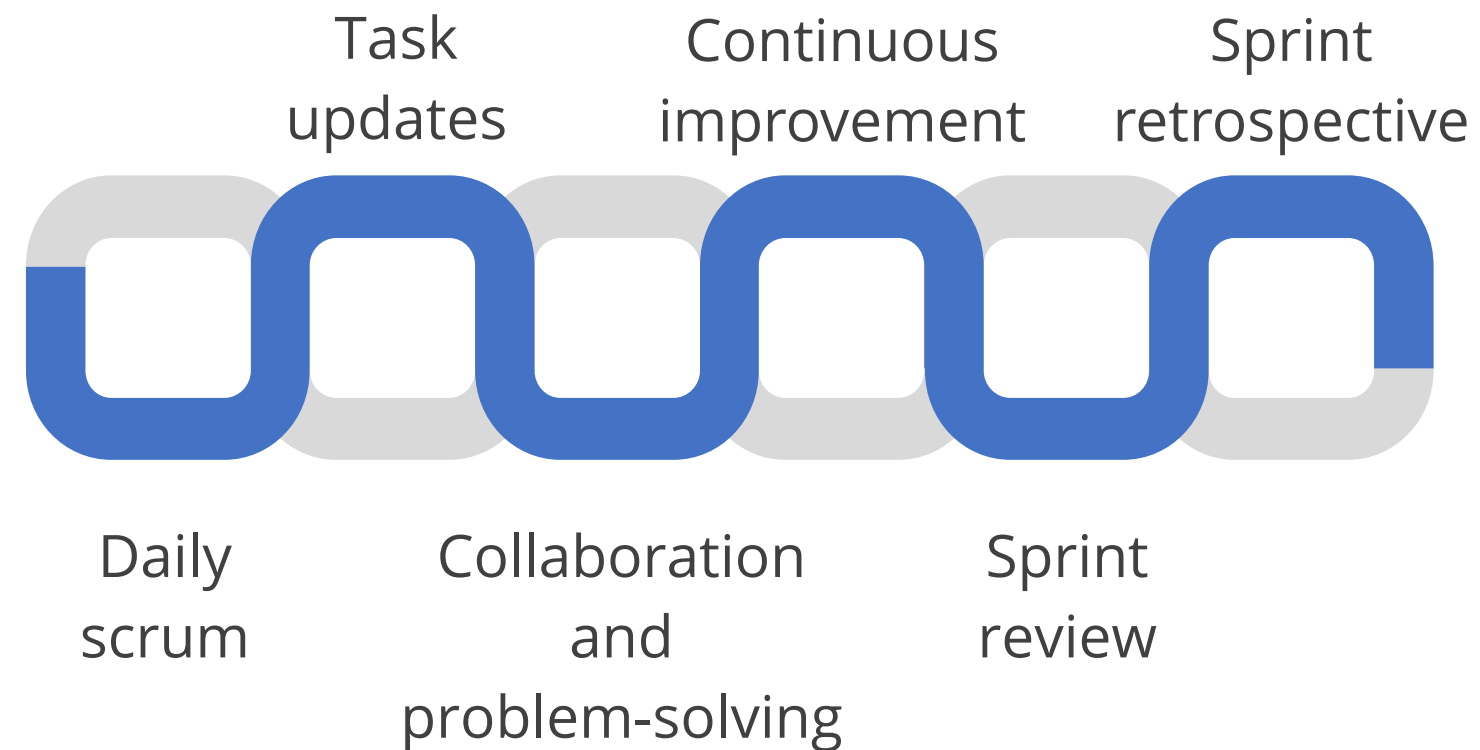 Task
updates
Continuous
improvement
Sprint
retrospective
Daily
scrum
Collaboration
and
problem-solving
Sprint
review